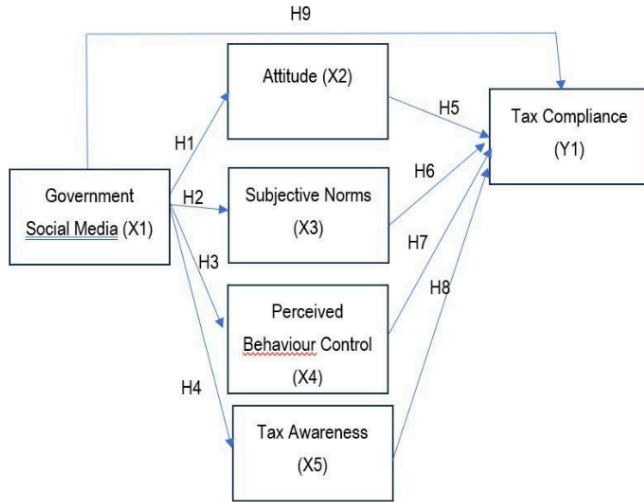 H9
Attitude (X2)
H5
Tax Compliance
(Y1)
H1
H6
Government
Social Media (X1)
H2
Subjective Norms
(X3)
H7
H3
H8
Perceived
Behaviour Control
(X4)
H4
Tax Awareness
(X5)